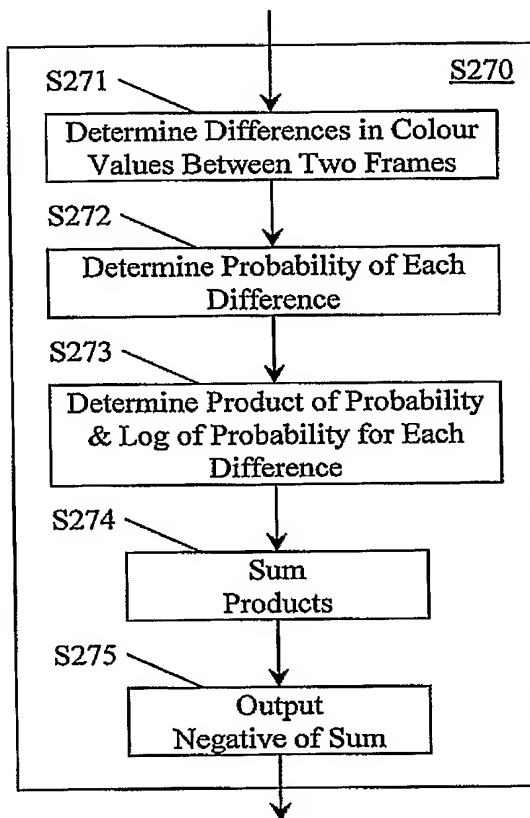 S270
S271
Determine Differences in Colour
Values Between Two Frames
S272
Determine Probability of Each
Difference
S273
Determine Product of Probability
& Log of Probability for Each
Difference
S274
Sum
Products
S275
Output
Negative of Sum